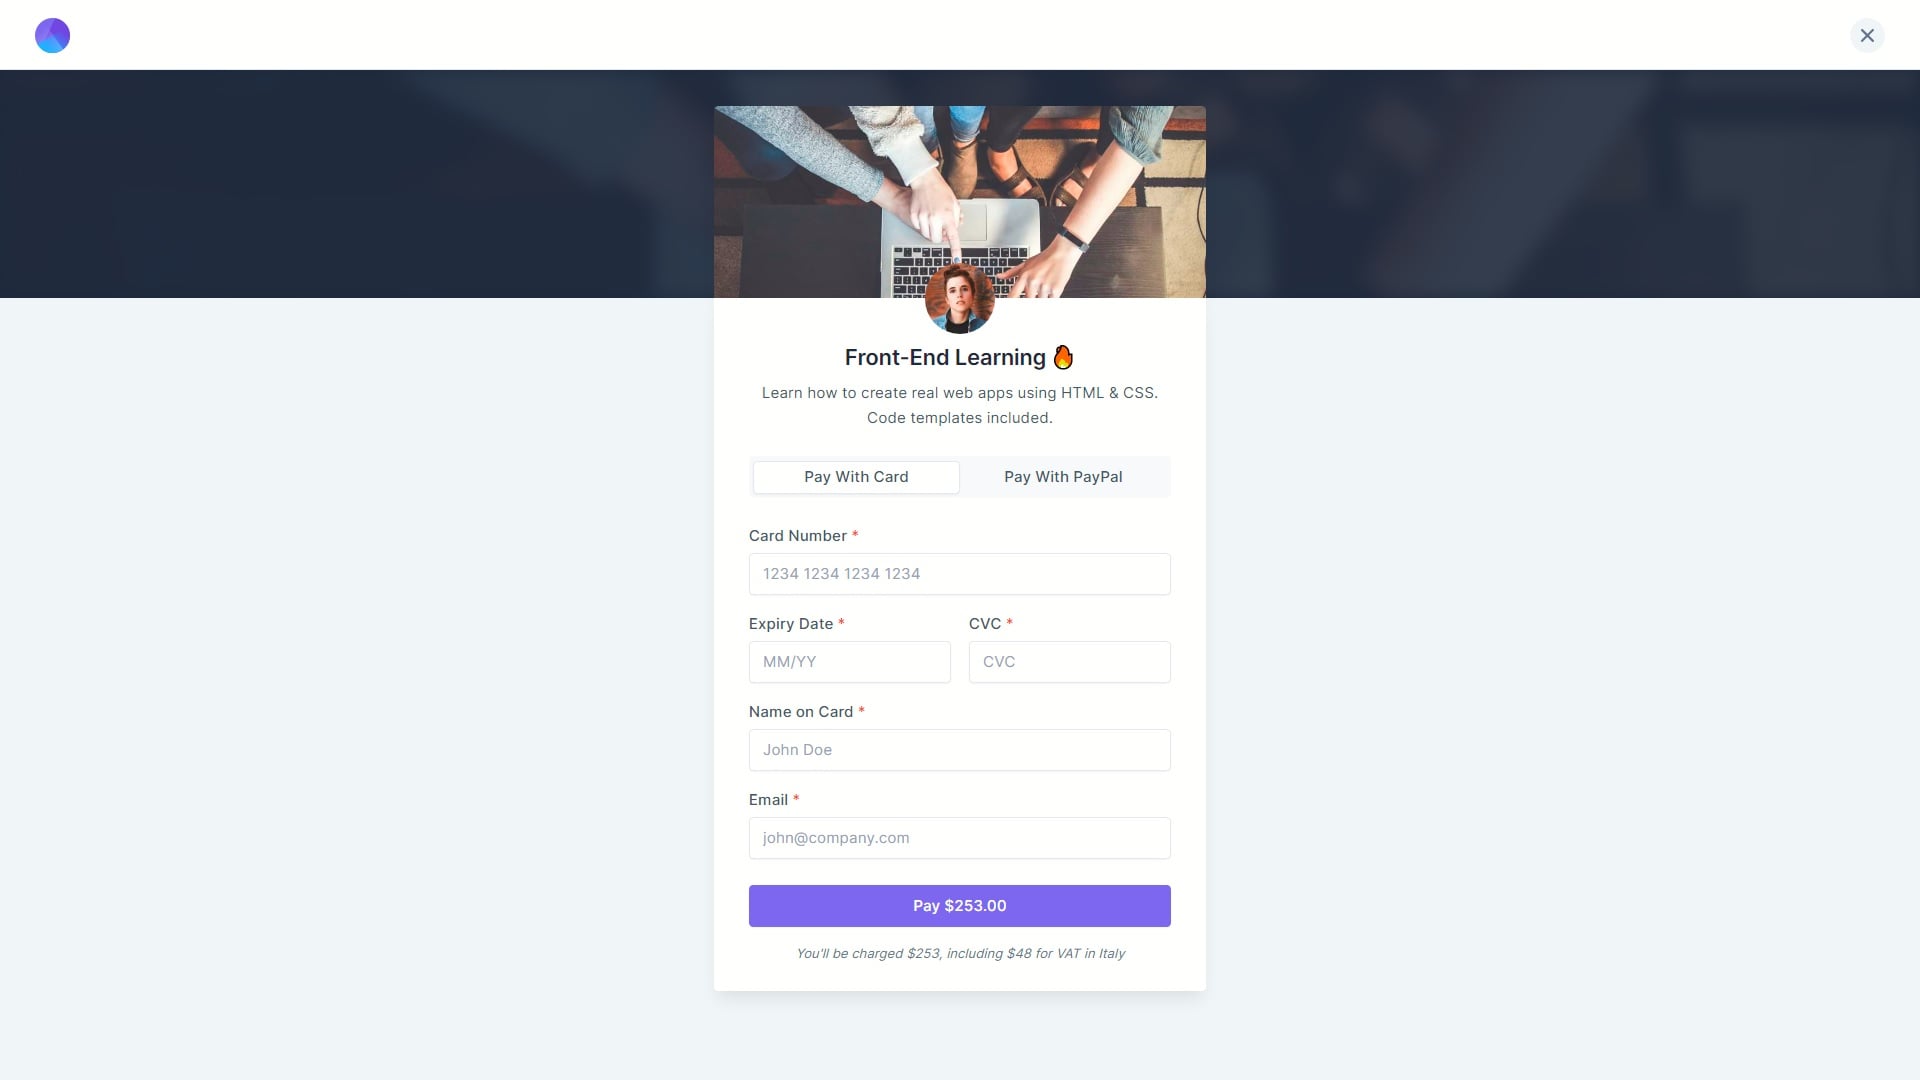 Front-End Learning 🔥
Learn how to create real web apps using HTML & CSS.
Code templates included.
Pay With Card
Pay With PayPal
Card Number *
1234 1234 1234 1234
Expiry Date *
CVC *
MM/YY
CVC
Name on Card *
John Doe
Email *
john@company.com
Pay $253.00
You'll be charged $253, including $48 for VAT in Italy